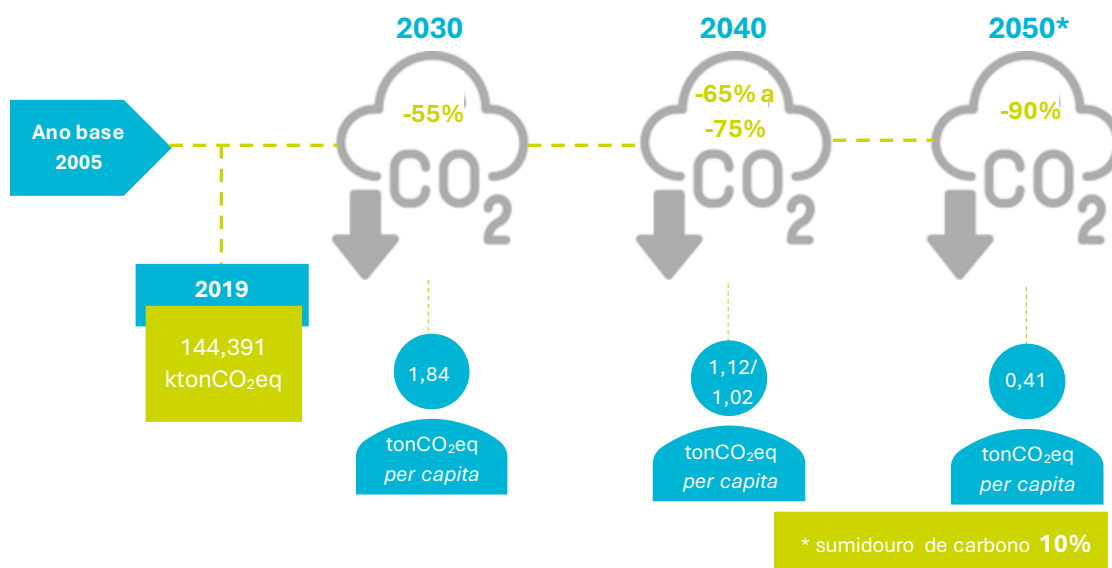 2030
2040
2050*
-55%
-65% a
-75%
-90%
CO2
CO2
CO2
Ano base
2005
2019
144,391
ktonCO₂eq
1,84
tonCO₂eq
per capita
1,12/
1,02
tonCO₂eq
per capita
0,41
tonCO₂eq
per capita
* sumidouro de carbono 10%